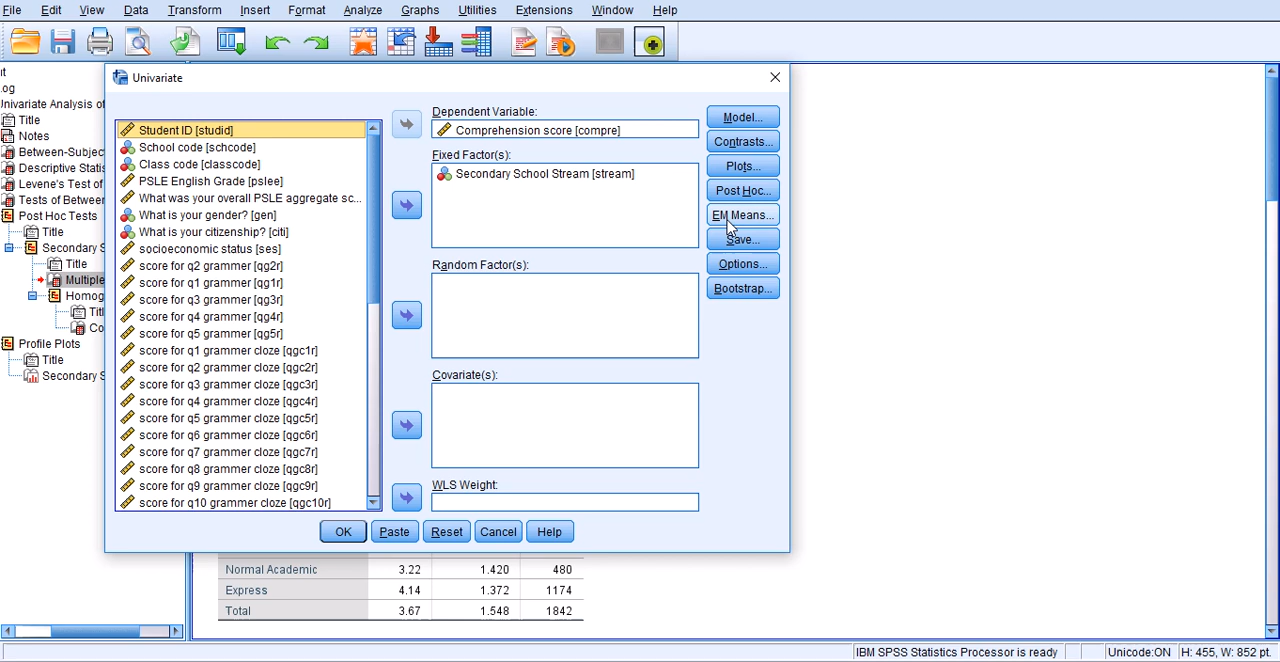 File Edit View Data Transform Insert Format Analyze Graphs Utilities Extensions Window Help
Univariate
t
og
Univariate Analysis of
Title
Notes
Between-Subjec
Descriptive Statis
Levene's Test of
Tests of Between
Post Hoc Tests
Title
Secondary S
Title
Multiple
Homog
Titl
Co
Profile Plots
Title
Secondary S
Student ID [studid]
School code [schcode]
Class code [classcode]
PSLE English Grade [pslee]
What was your overall PSLE aggregate sc...
What is your gender? [gen]
What is your citizenship? [citi]
socioeconomic status [ses]
score for q2 grammer [qg2r]
score for q1 grammer [qg1r]
score for q3 grammer [qg3r]
score for q4 grammer [qg4r]
score for q5 grammer [qg5r]
score for q1 grammer cloze [qgc1r]
score for q2 grammer cloze [qgc2r]
score for q3 grammer cloze [qgc3r]
score for q4 grammer cloze [qgc4r]
score for q5 grammer cloze [qgc5r]
score for q6 grammer cloze [qgc6r]
score for q7 grammer cloze [qgc7r]
score for q8 grammer cloze [qgc8r]
score for q9 grammer cloze [qgc9r]
score for q10 grammer cloze [qgc10r]
Dependent Variable:
Comprehension score [compre]
Fixed Factor(s):
Secondary School Stream [stream]
Random Factor(s):
Covariate(s):
WLS Weight:
Model...
Contrasts...
Plots...
Post Hoc...
EM Means...
Save...
Options...
Bootstrap...
OK Paste Reset Cancel Help
Normal Academic 3.22 1.420 480
Express 4.14 1.372 1174
Total 3.67 1.548 1842
IBM SPSS Statistics Processor is ready Unicode:ON H: 455, W: 852 pt.